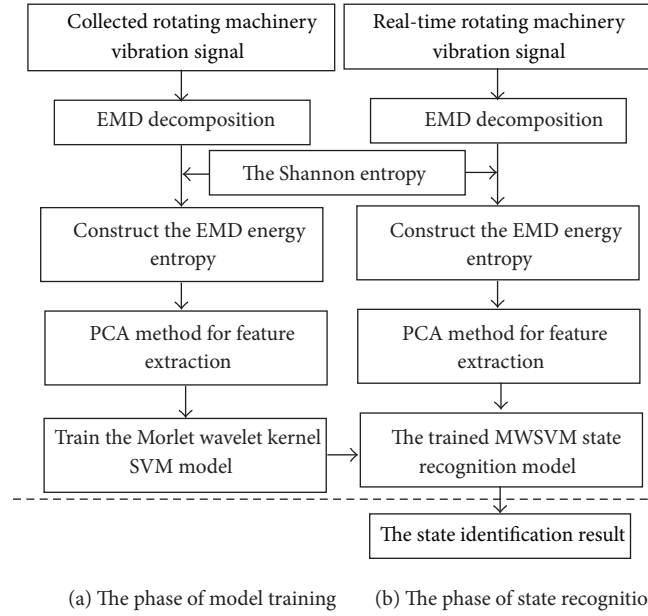 Collected rotating machinery
vibration signal
Real-time rotating machinery
vibration signal
EMD decomposition
EMD decomposition
The Shannon entropy
Construct the EMD energy
entropy
Construct the EMD energy
entropy
PCA method for feature
extraction
PCA method for feature
extraction
Train the Morlet wavelet kernel
SVM model
The trained MWSVM state
recognition model
The state identification result
(a) The phase of model training
(b) The phase of state recognitio